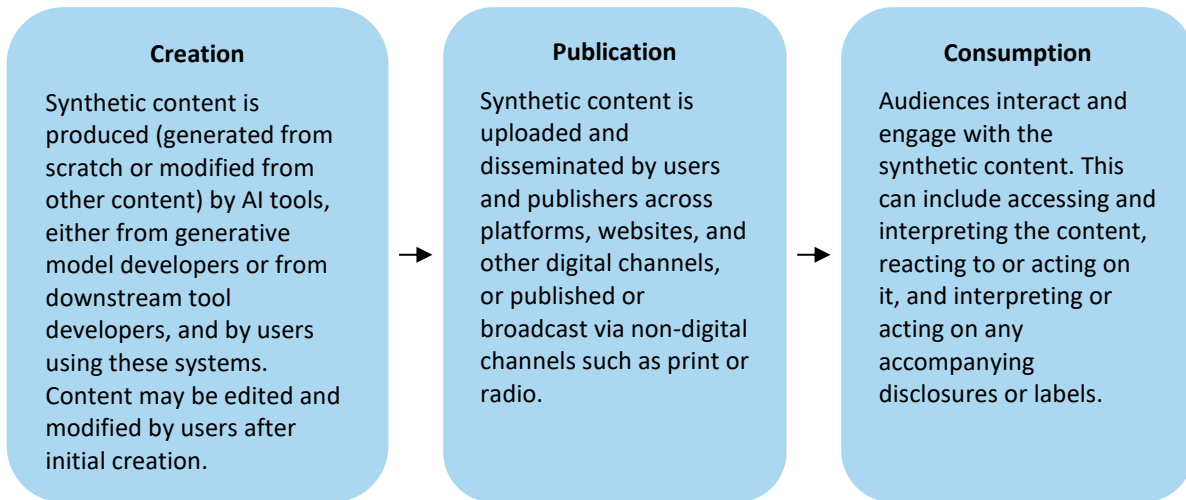 Creation
Synthetic content is
produced (generated from
scratch or modified from
other content) by AI tools,
either from generative
model developers or from
downstream tool
developers, and by users
using these systems.
Content may be edited and
modified by users after
initial creation.
Publication
Synthetic content is
uploaded and
disseminated by users
and publishers across
platforms, websites, and
other digital channels,
or published or
broadcast via non-digital
channels such as print or
radio.
Consumption
Audiences interact and
engage with the
synthetic content. This
can include accessing and
interpreting the content,
reacting to or acting on
it, and interpreting or
acting on any
accompanying
disclosures or labels.